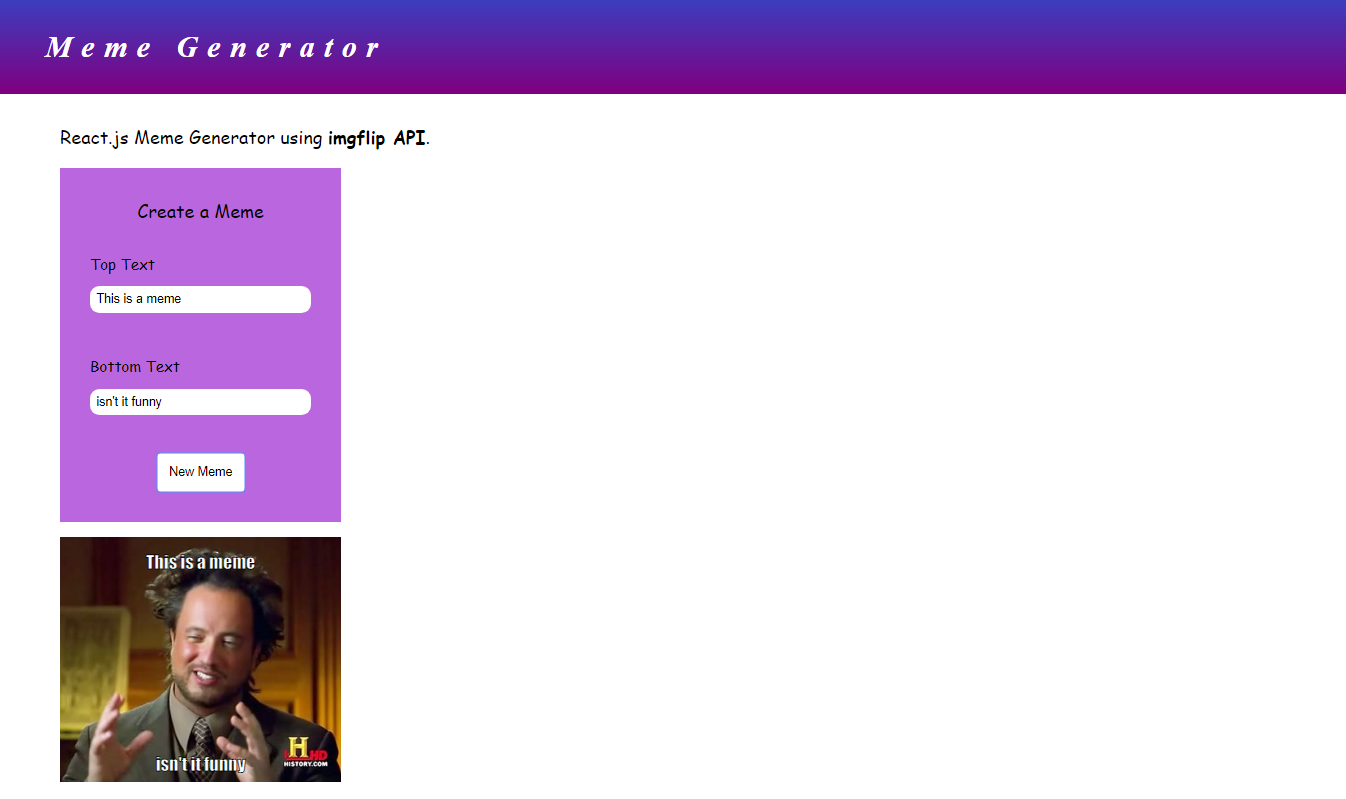 Meme Generator
React.js Meme Generator using imgflip API.
Create a Meme
Top Text
This is a meme
Bottom Text
isn't it funny
New Meme
This is a meme
isn't it funny
H HD
HISTORY.COM